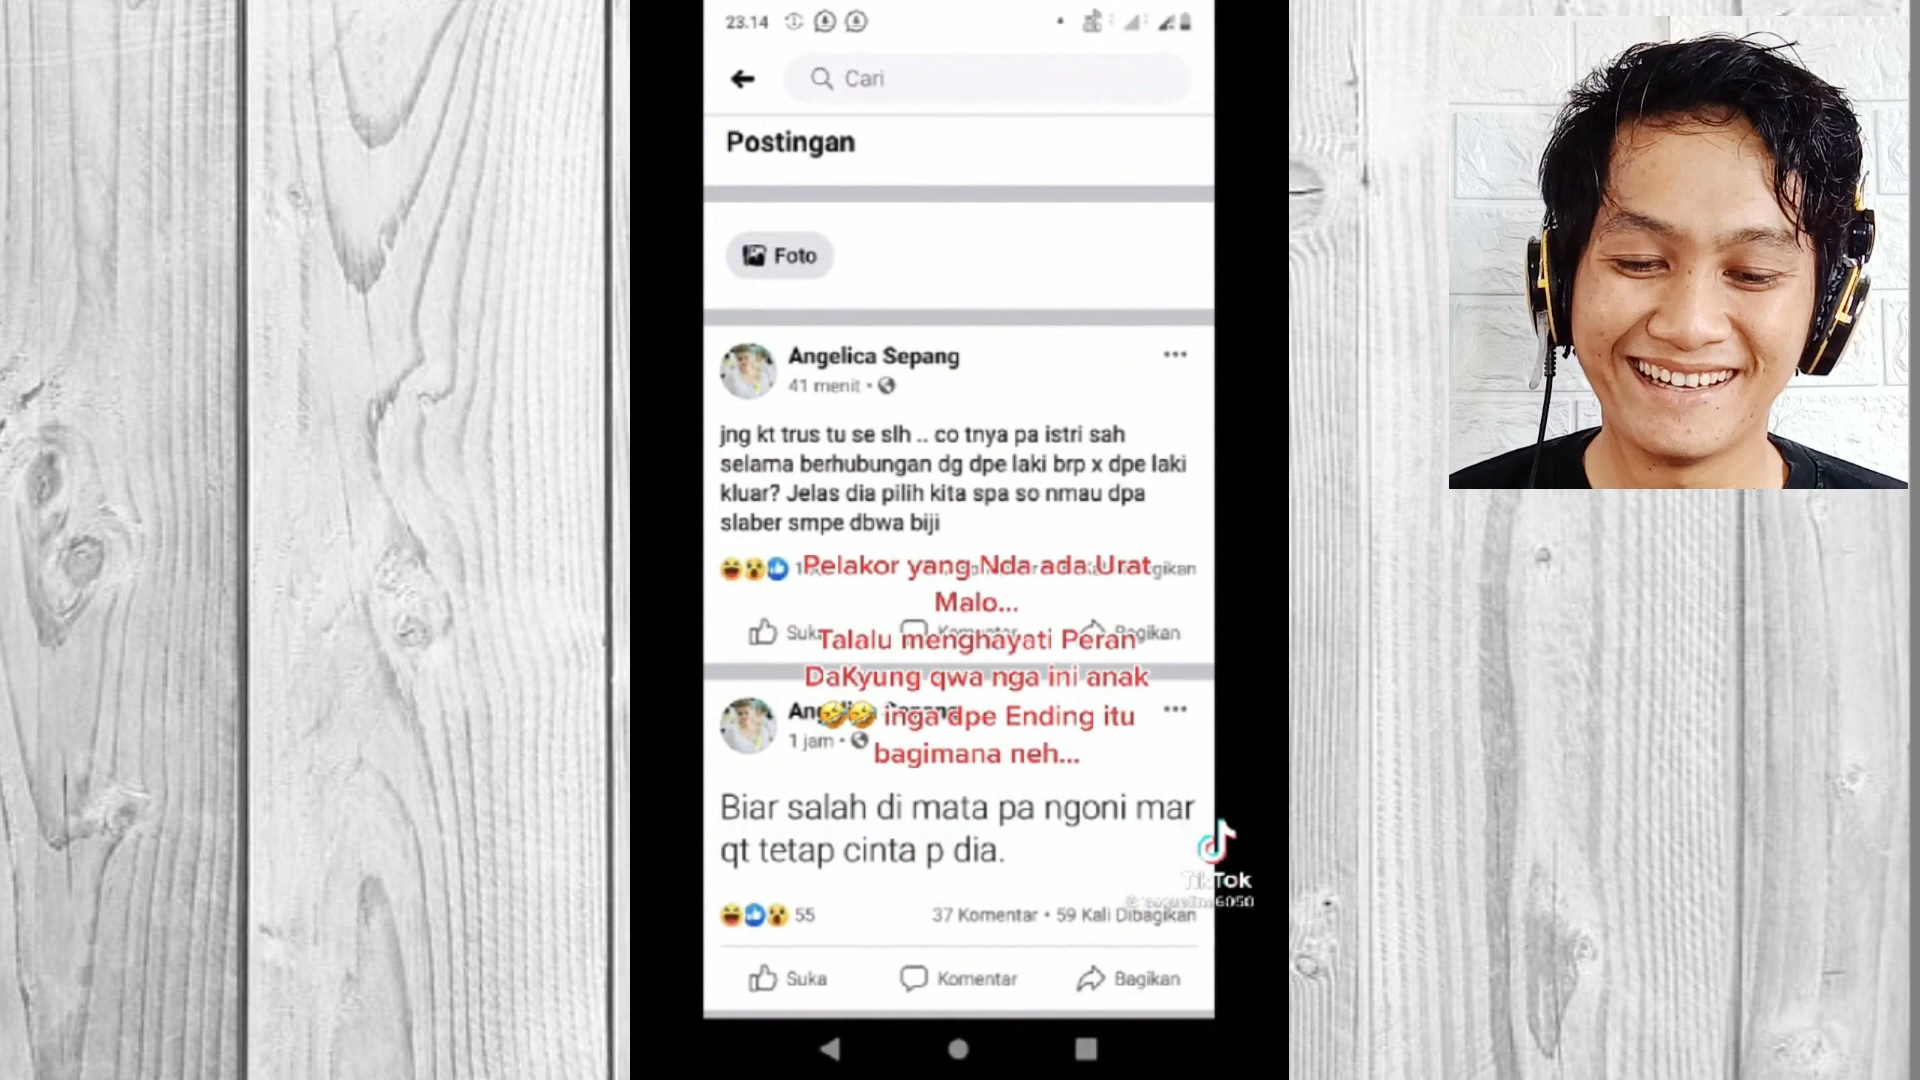 23.14
Cari
Postingan
Foto
Angelica Sepang
41 menit
jng kt trus tu se slh .. co tnya pa istri sah
selama berhubungan dg dpe laki brp x dpe laki
kluar? Jelas dia pilih kita spa so nmau dpa
slaber smpe dbwa biji
Pelakor yang Nda ada Urat
Malo...
Suka Komentar Bagikan
Talalu menghayati Peran
DaKyung qwa nga ini anak
🤣🤣 inga dpe Ending itu
1 jam
bagimana neh...
Biar salah di mata pa ngoni mar
qt tetap cinta p dia.
TikTok
55 37 Komentar • 59 Kali Dibagikan
Suka Komentar Bagikan